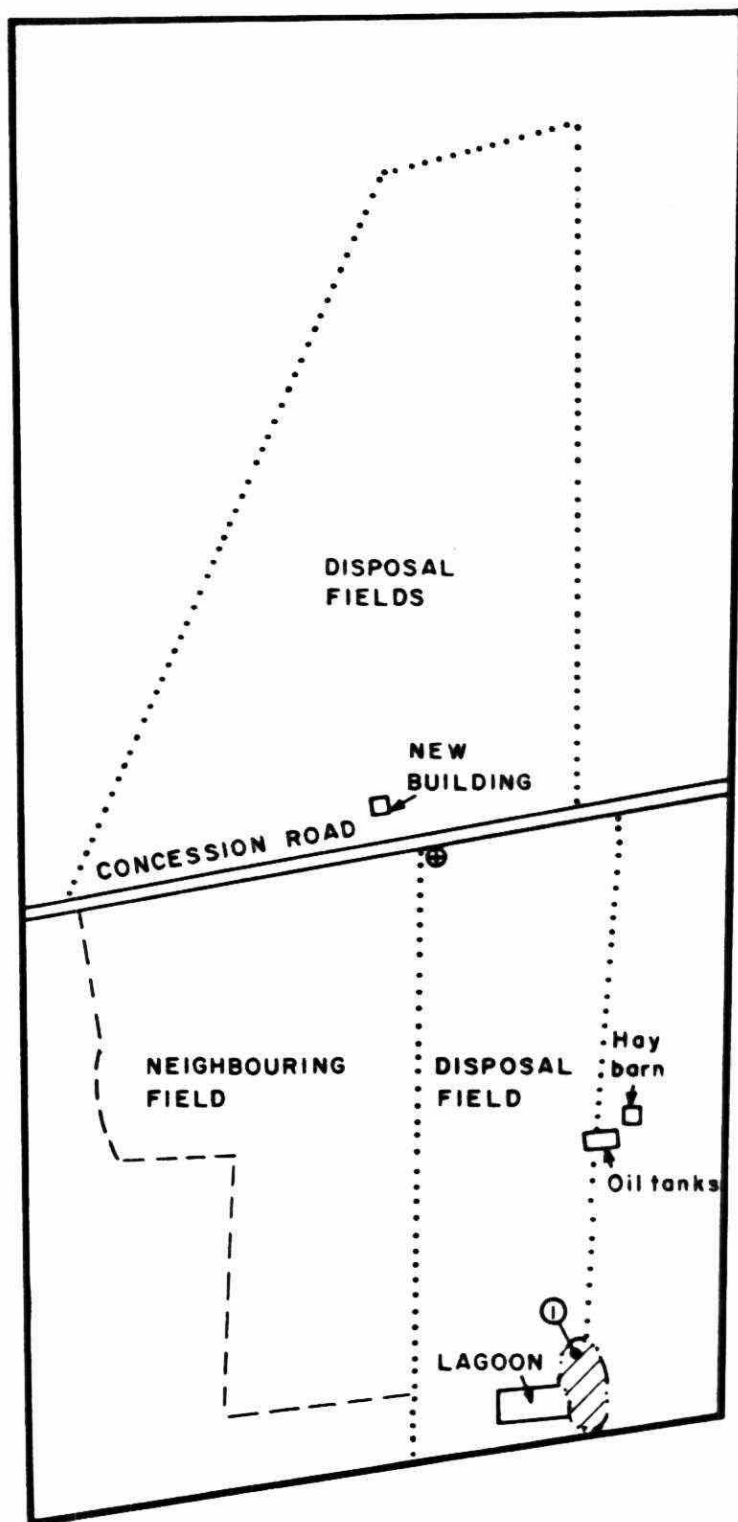 DISPOSAL
FIELDS
NEW
BUILDING
CONCESSION ROAD
NEIGHBOURING
FIELD
DISPOSAL
FIELD
Hay
barn
Oil tanks
1
LAGOON